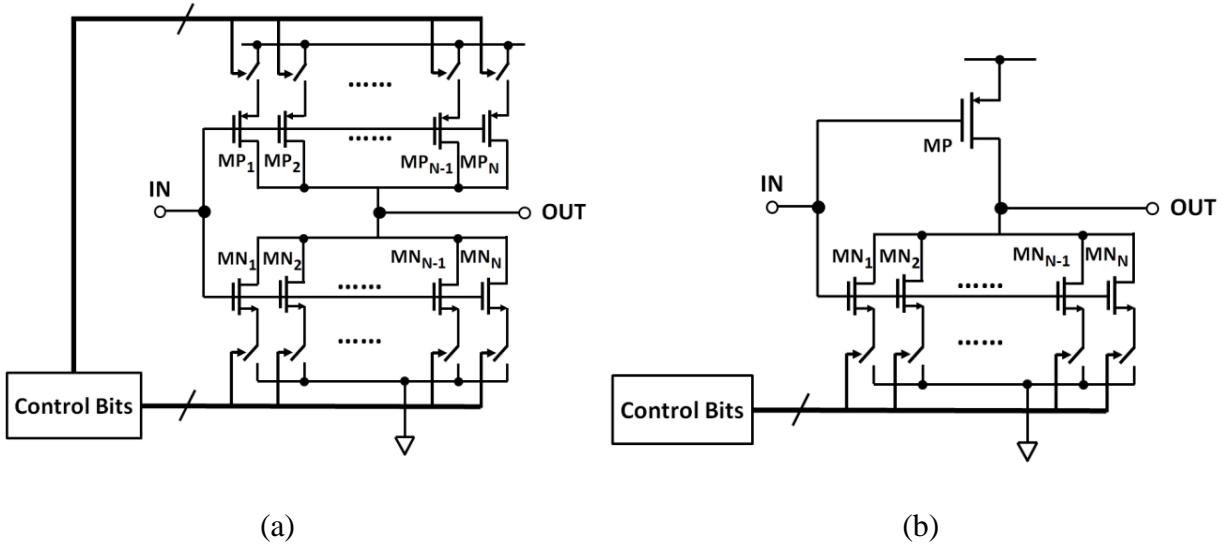 ...... 
......
MP1 MP2 MPN-1 MPN
IN
OUT
MN1 MN2 MNN-1 MNN
......
......
Control Bits
(a)
MP
IN
OUT
MN1 MN2 MNN-1 MNN
......
......
Control Bits
(b)